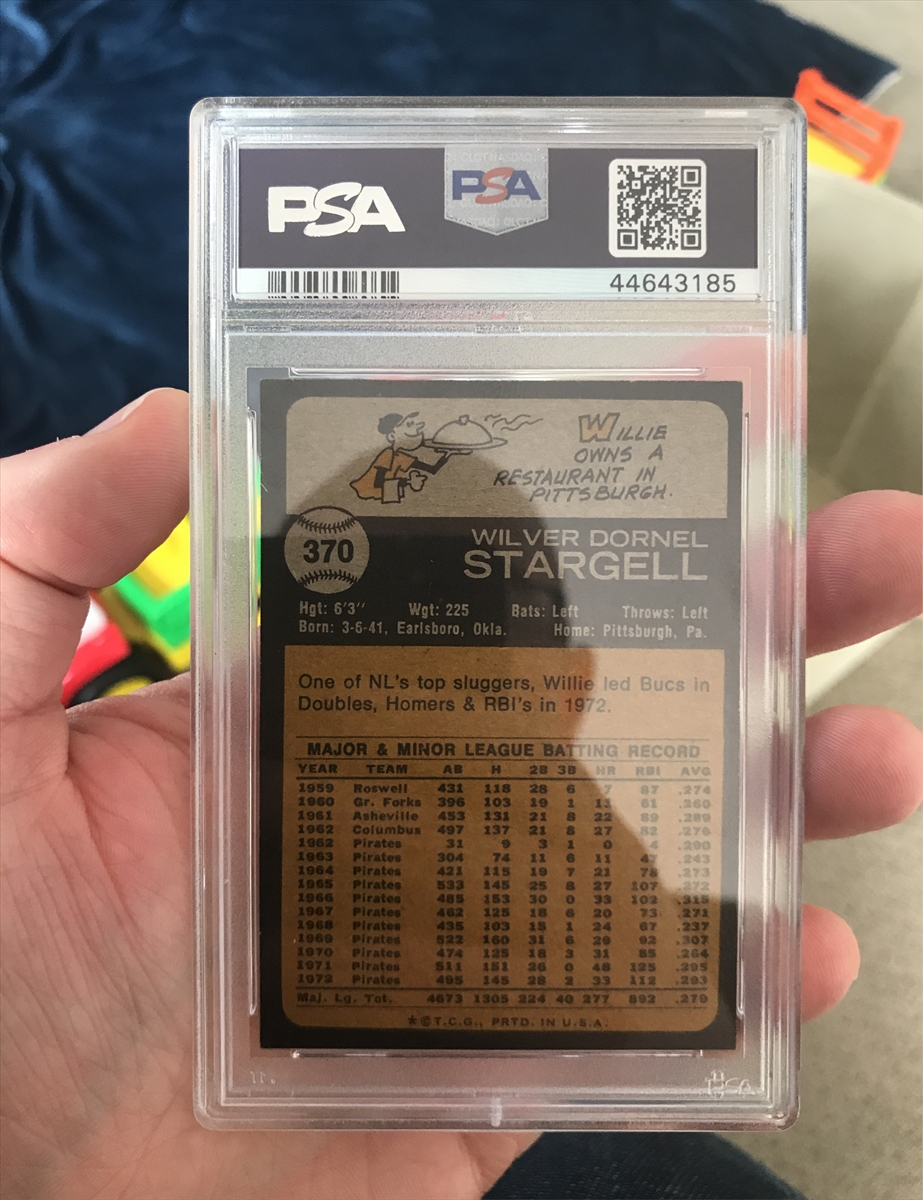 PSA
PSA
44643185
WILLIE
OWNS A
RESTAURANT IN
PITTSBURGH.
370
WILVER DORNEL
STARGELL
Hgt: 6'3" Wgt: 225 Bats: Left Throws: Left
Born: 3-6-41, Earlsboro, Okla. Home: Pittsburgh, Pa.
One of NL's top sluggers, Willie led Bucs in
Doubles, Homers & RBI's in 1972.
MAJOR & MINOR LEAGUE BATTING RECORD
YEAR TEAM AB H 2B 3B HR RBI AVG
1959 Roswell 431 118 28 6 7 87 .274
1960 Gr. Forks 396 103 19 1 11 61 .260
1961 Asheville 453 131 21 8 22 89 .289
1962 Columbus 497 137 21 8 27 82 .276
1962 Pirates 31 9 3 1 0 4 .290
1963 Pirates 304 74 11 6 11 47 .243
1964 Pirates 421 115 19 7 21 78 .273
1965 Pirates 533 145 25 8 27 107 .272
1966 Pirates 485 153 30 0 33 102 .315
1967 Pirates 462 125 18 6 20 73 .271
1968 Pirates 435 103 15 1 24 67 .237
1969 Pirates 522 160 31 6 29 92 .307
1970 Pirates 474 125 18 3 31 85 .264
1971 Pirates 511 151 26 0 48 125 .295
1972 Pirates 495 145 28 2 33 112 .293
Maj. Lg. Tot. 4673 1305 224 40 277 892 .279
*©T.C.G., PRTD. IN U.S.A.